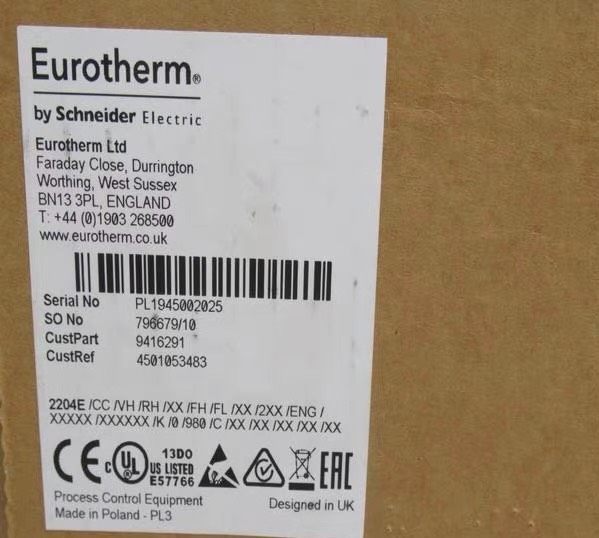 Eurotherm®
by Schneider Electric
Eurotherm Ltd
Faraday Close, Durrington
Worthing, West Sussex
BN13 3PL, ENGLAND
T: +44 (0)1903 268500
www.eurotherm.co.uk
Serial No PL1945002025
SO No 796679/10
CustPart 9416291
CustRef 4501053483
2204E /CC /VH /RH /XX /FH /FL /XX /2XX /ENG /
XXXXX /XXXXXX /K /0 /980 /C /XX /XX /XX /XX /XX
CE c UL US LISTED 13DO E57766 EAC
Process Control Equipment Designed in UK
Made in Poland - PL3